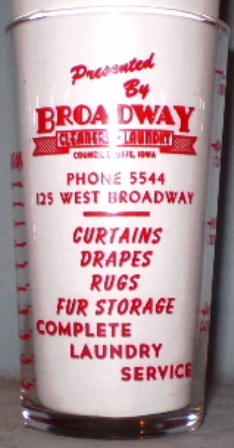 Presented
By
BROADWAY
CLEANERS - LAUNDRY
COUNCIL BLUFFS, IOWA
PHONE 5544
125 WEST BROADWAY
CURTAINS
DRAPES
RUGS
FUR STORAGE
COMPLETE
LAUNDRY
SERVICE